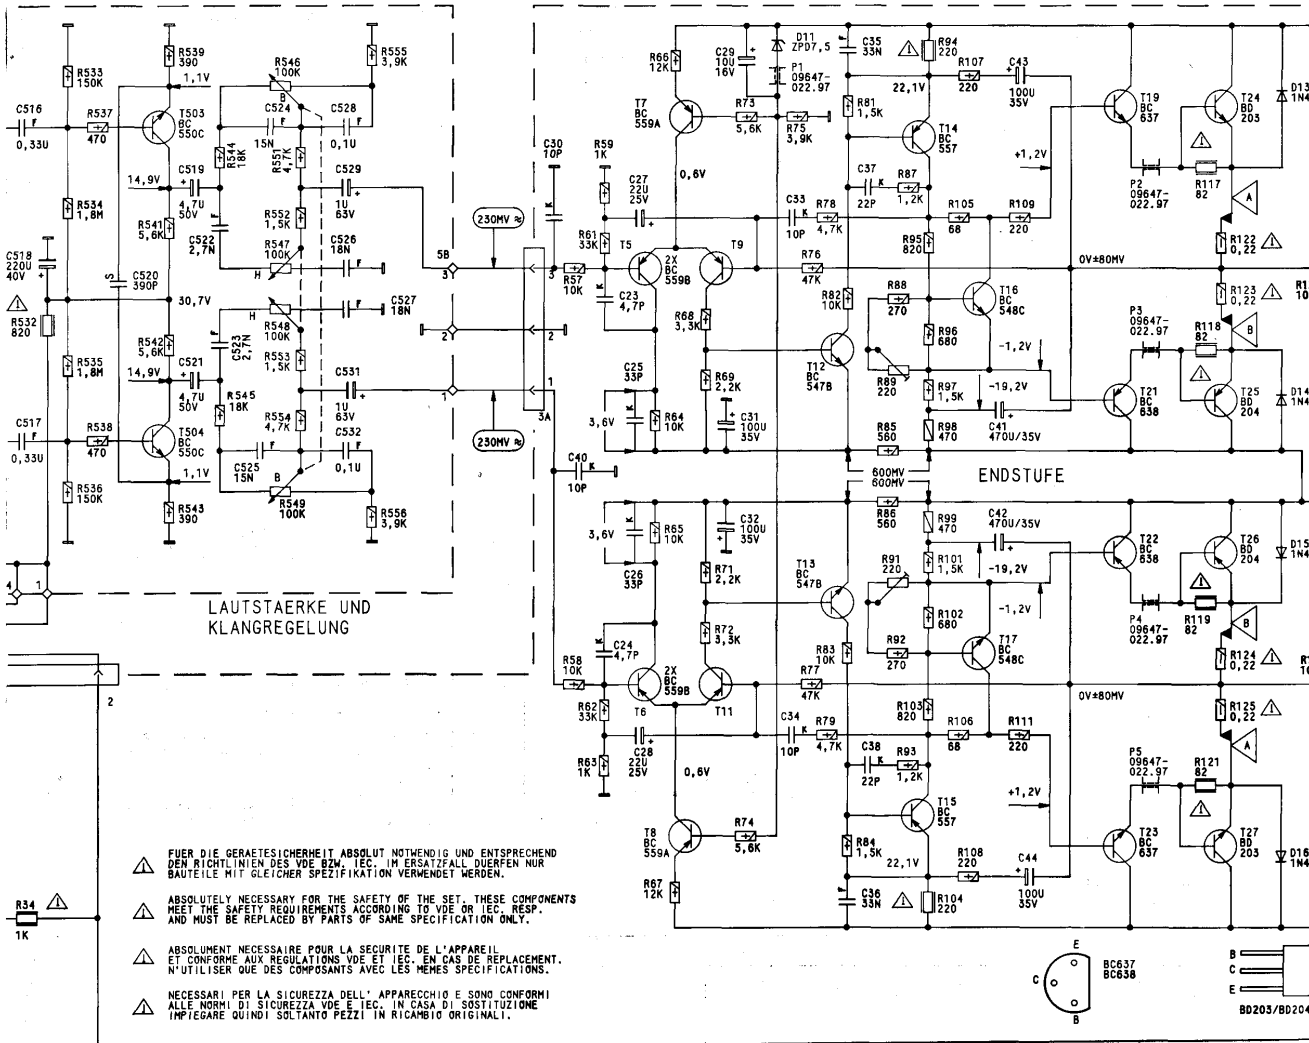 R539
390
R546
100K
R555
3,9K
R533
150K
1,1V
B
C516
F
0,33U
R537
470
T503
BC
550C
C524
F
15N
C528
F
0,1U
R544
18K
R551
4,7K
14,9V
C519
4,7U
50V
C529
1U
63V
R534
1,8M
R541
5,6K
R552
1,5K
C522
2,7N
F
R547
100K
H
C526
18N
F
C518
220U
40V
S
C520
390P
30,7V
R532
820
H
R548
100K
C527
18N
F
R542
5,6K
C523
2,7N
F
R553
1,5K
R535
1,8M
14,9V
C521
4,7U
50V
C531
1U
63V
R545
18K
R554
4,7K
C517
F
0,33U
R538
470
T504
BC
550C
C525
F
15N
C532
F
0,1U
1,1V
B
R549
100K
R536
150K
R543
390
R556
3,9K
4
1
LAUTSTAERKE UND
KLANGREGELUNG
2
5B
3
2
1
230MV ≈
230MV ≈
3
2
1
3A
R66
12K
C29
10U
16V
D11
ZPD7,5
P1
09647-
022.97
C35
33N
F
R94
220
R107
220
C43
100U
35V
22,1V
T7
BC
559A
R73
5,6K
R75
3,9K
R81
1,5K
T14
BC
557
T19
BC
637
T24
BD
203
D13
1N4
C30
10P
K
R59
1K
C27
22U
25V
0,6V
C37
K
22P
R87
1,2K
+1,2V
P2
09647-
022.97
R117
82
A
C33
K
10P
R78
4,7K
R105
68
R109
220
R61
33K
T5
2X
BC
559B
T9
R76
47K
R95
820
0V±80MV
R122
0,22
R57
10K
C23
4,7P
K
R68
3,3K
R82
10K
R88
270
T16
BC
548C
R123
0,22
R96
680
P3
09647-
022.97
R118
82
B
T12
BC
547B
R89
220
-1,2V
C25
33P
K
R69
2,2K
R97
1,5K
-19,2V
T21
BC
638
T25
BD
204
D14
1N4
3,6V
R64
10K
C31
100U
35V
C41
470U/35V
R98
470
R85
560
C40
K
10P
600MV
600MV
ENDSTUFE
R86
560
R99
470
C42
470U/35V
3,6V
K
R65
10K
C32
100U
35V
C26
33P
R71
2,2K
T13
BC
547B
R91
220
R101
1,5K
-19,2V
-1,2V
T22
BC
638
T26
BD
204
D15
1N4
R102
680
P4
09647-
022.97
R119
82
B
R72
3,3K
C24
4,7P
K
R92
270
T17
BC
548C
R58
10K
2X
BC
559B
T6
T11
R83
10K
R77
47K
R124
0,22
0V±80MV
R62
33K
R103
820
R125
0,22
C34
K
10P
R79
4,7K
R106
68
R111
220
A
C28
22U
25V
R63
1K
0,6V
C38
K
22P
R93
1,2K
+1,2V
P5
09647-
022.97
R121
82
T8
BC
559A
R74
5,6K
T15
BC
557
T23
BC
637
T27
BD
203
D16
1N4
R84
1,5K
22,1V
R108
220
C44
100U
35V
R67
12K
C36
33N
F
R104
220
FUER DIE GERAETESICHERHEIT ABSOLUT NOTWENDIG UND ENTSPRECHEND
DEN RICHTLINIEN DES VDE BZW. IEC. IM ERSATZFALL DUERFEN NUR
BAUTEILE MIT GLEICHER SPEZIFIKATION VERWENDET WERDEN.
R34
1K
ABSOLUTELY NECESSARY FOR THE SAFETY OF THE SET. THESE COMPONENTS
MEET THE SAFETY REQUIREMENTS ACCORDING TO VDE OR IEC. RESP.
AND MUST BE REPLACED BY PARTS OF SAME SPECIFICATION ONLY.
ABSOLUMENT NECESSAIRE POUR LA SECURITE DE L'APPAREIL
ET CONFORME AUX REGULATIONS VDE ET IEC. EN CAS DE REPLACEMENT.
N'UTILISER QUE DES COMPOSANTS AVEC LES MEMES SPECIFICATIONS.
NECESSARI PER LA SICUREZZA DELL' APPARECCHIO E SONO CONFORMI
ALLE NORMI DI SICUREZZA VDE E IEC. IN CASA DI SOSTITUZIONE
IMPIEGARE QUINDI SOLTANTO PEZZI IN RICAMBIO ORIGINALI.
E
C
B
BC637
BC638
B
C
E
BD203/BD204